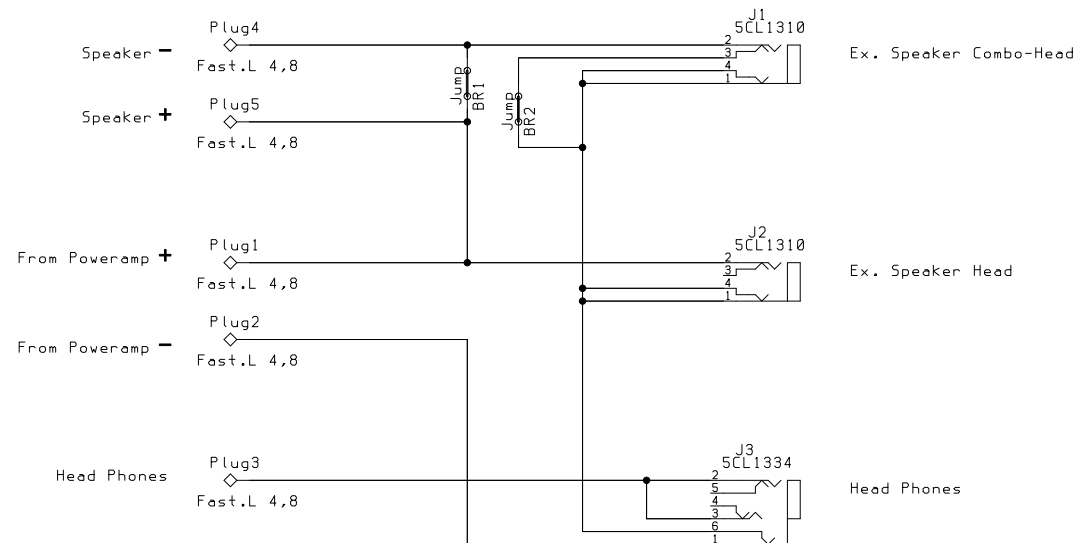 Plug4
J1
5CL1310
Speaker –
Fast.L 4,8
2
3
4
1
Ex. Speaker Combo-Head
Jump
BR1
Jump
BR2
Plug5
Speaker +
Fast.L 4,8
Plug1
J2
5CL1310
From Poweramp +
Fast.L 4,8
2
3
4
1
Ex. Speaker Head
Plug2
From Poweramp –
Fast.L 4,8
Plug3
J3
5CL1334
Head Phones
Fast.L 4,8
2
5
4
3
6
1
Head Phones